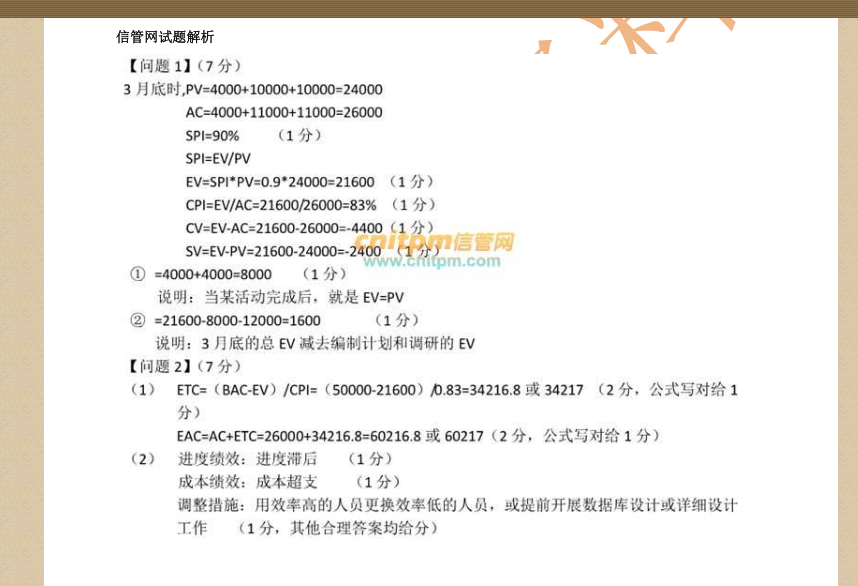 信管网试题解析
【问题 1】（7 分）
3 月底时,PV=4000+10000+10000=24000
AC=4000+11000+11000=26000
SPI=90% （1 分）
SPI=EV/PV
EV=SPI*PV=0.9*24000=21600 （1 分）
CPI=EV/AC=21600/26000=83% （1 分）
CV=EV-AC=21600-26000=-4400（1 分）
cnitpm信管网
SV=EV-PV=21600-24000=-2400 （1 分）
www.cnitpm.com
① =4000+4000=8000 （1 分）
说明：当某活动完成后，就是 EV=PV
② =21600-8000-12000=1600 （1 分）
说明：3 月底的总 EV 减去编制计划和调研的 EV
【问题 2】（7 分）
（1） ETC=（BAC-EV）/CPI=（50000-21600）/0.83=34216.8 或 34217 （2 分，公式写对给 1
分）
EAC=AC+ETC=26000+34216.8=60216.8 或 60217（2 分，公式写对给 1 分）
（2） 进度绩效：进度滞后 （1 分）
成本绩效：成本超支 （1 分）
调整措施：用效率高的人员更换效率低的人员，或提前开展数据库设计或详细设计
工作 （1 分，其他合理答案均给分）